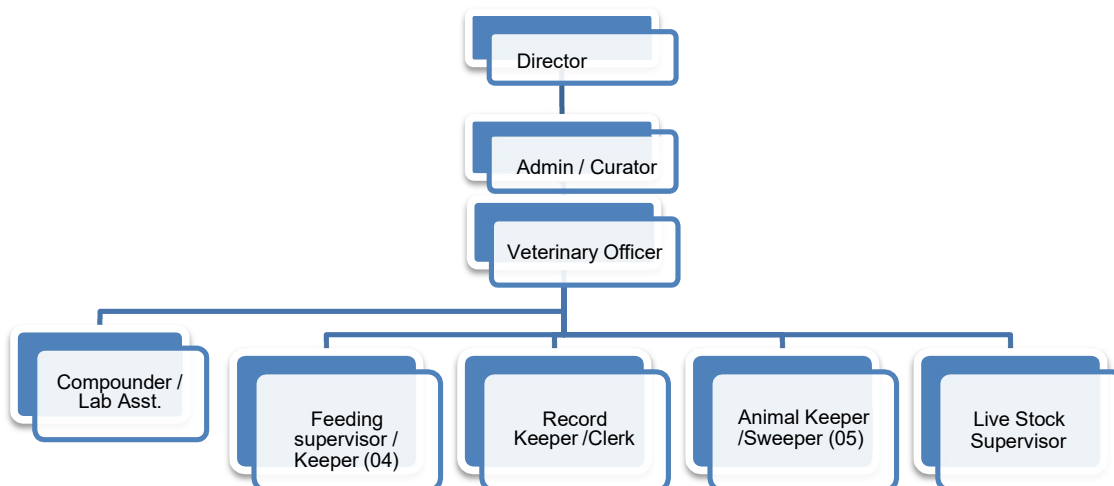 Director
Admin / Curator
Veterinary Officer
Compounder /
Lab Asst.
Feeding
supervisor /
Keeper (04)
Record
Keeper /Clerk
Animal Keeper
/Sweeper (05)
Live Stock
Supervisor